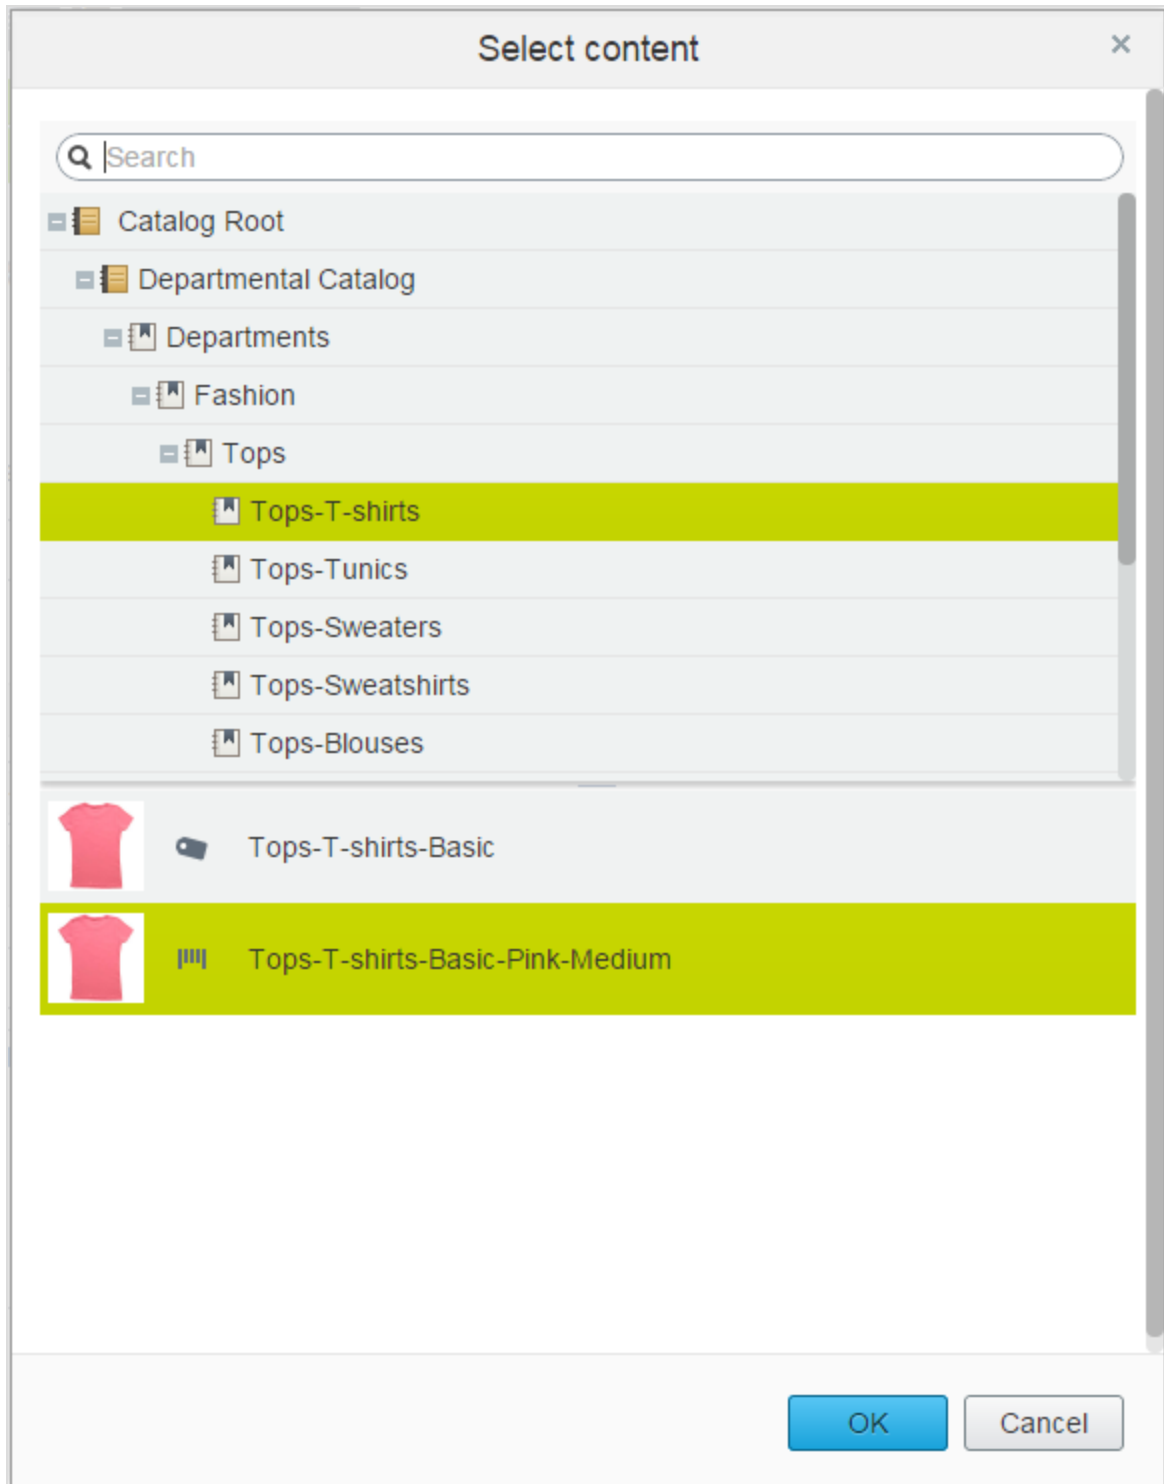 Select content
Search
Catalog Root
Departmental Catalog
Departments
Fashion
Tops
Tops-T-shirts
Tops-Tunics
Tops-Sweaters
Tops-Sweatshirts
Tops-Blouses
Tops-T-shirts-Basic
Tops-T-shirts-Basic-Pink-Medium
OK Cancel